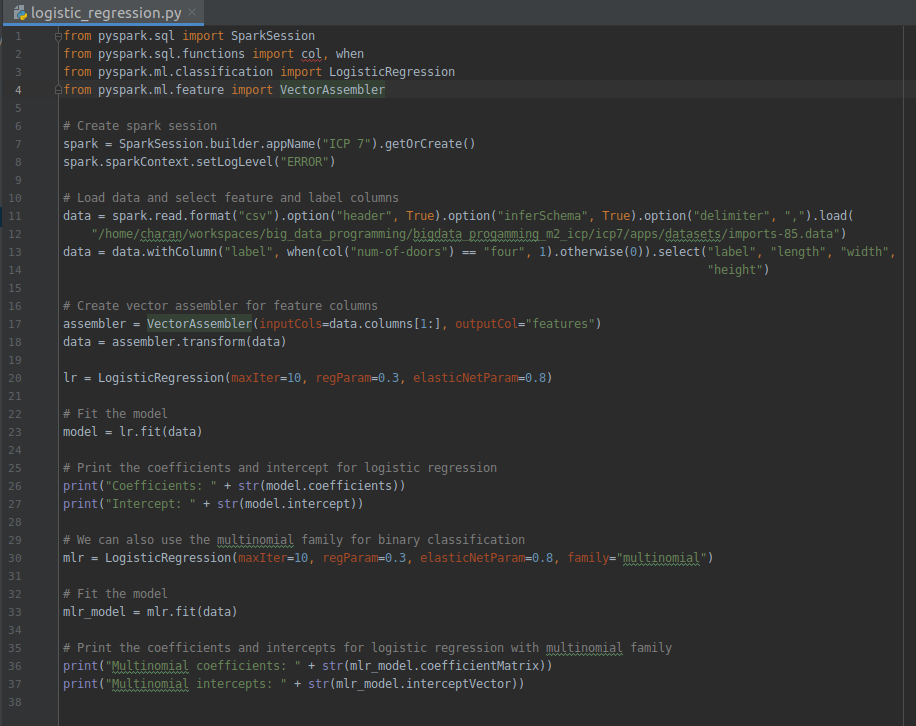 logistic_regression.py
1 from pyspark.sql import SparkSession
2 from pyspark.sql.functions import col, when
3 from pyspark.ml.classification import LogisticRegression
4 from pyspark.ml.feature import VectorAssembler
5
6 # Create spark session
7 spark = SparkSession.builder.appName("ICP 7").getOrCreate()
8 spark.sparkContext.setLogLevel("ERROR")
9
10 # Load data and select feature and label columns
11 data = spark.read.format("csv").option("header", True).option("inferSchema", True).option("delimiter", ",").load(
12     "/home/charan/workspaces/big_data_programming/bigdata_progamming_m2_icp/icp7/apps/datasets/imports-85.data")
13 data = data.withColumn("label", when(col("num-of-doors") == "four", 1).otherwise(0)).select("label", "length", "width",
14                                                                                             "height")
15
16 # Create vector assembler for feature columns
17 assembler = VectorAssembler(inputCols=data.columns[1:], outputCol="features")
18 data = assembler.transform(data)
19
20 lr = LogisticRegression(maxIter=10, regParam=0.3, elasticNetParam=0.8)
21
22 # Fit the model
23 model = lr.fit(data)
24
25 # Print the coefficients and intercept for logistic regression
26 print("Coefficients: " + str(model.coefficients))
27 print("Intercept: " + str(model.intercept))
28
29 # We can also use the multinomial family for binary classification
30 mlr = LogisticRegression(maxIter=10, regParam=0.3, elasticNetParam=0.8, family="multinomial")
31
32 # Fit the model
33 mlr_model = mlr.fit(data)
34
35 # Print the coefficients and intercepts for logistic regression with multinomial family
36 print("Multinomial coefficients: " + str(mlr_model.coefficientMatrix))
37 print("Multinomial intercepts: " + str(mlr_model.interceptVector))
38